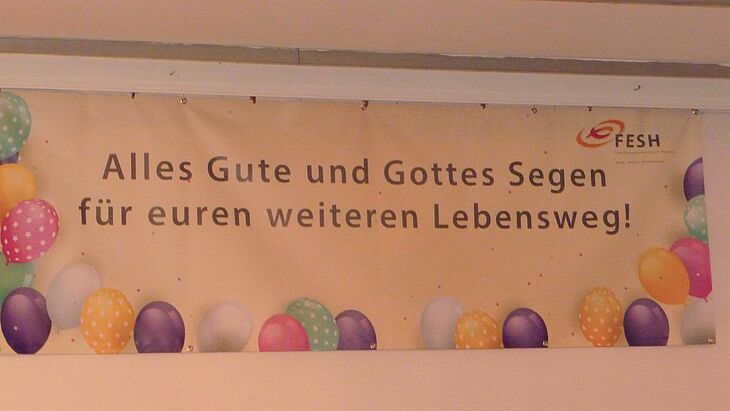 FESH
Alles Gute und Gottes Segen
für euren weiteren Lebensweg!